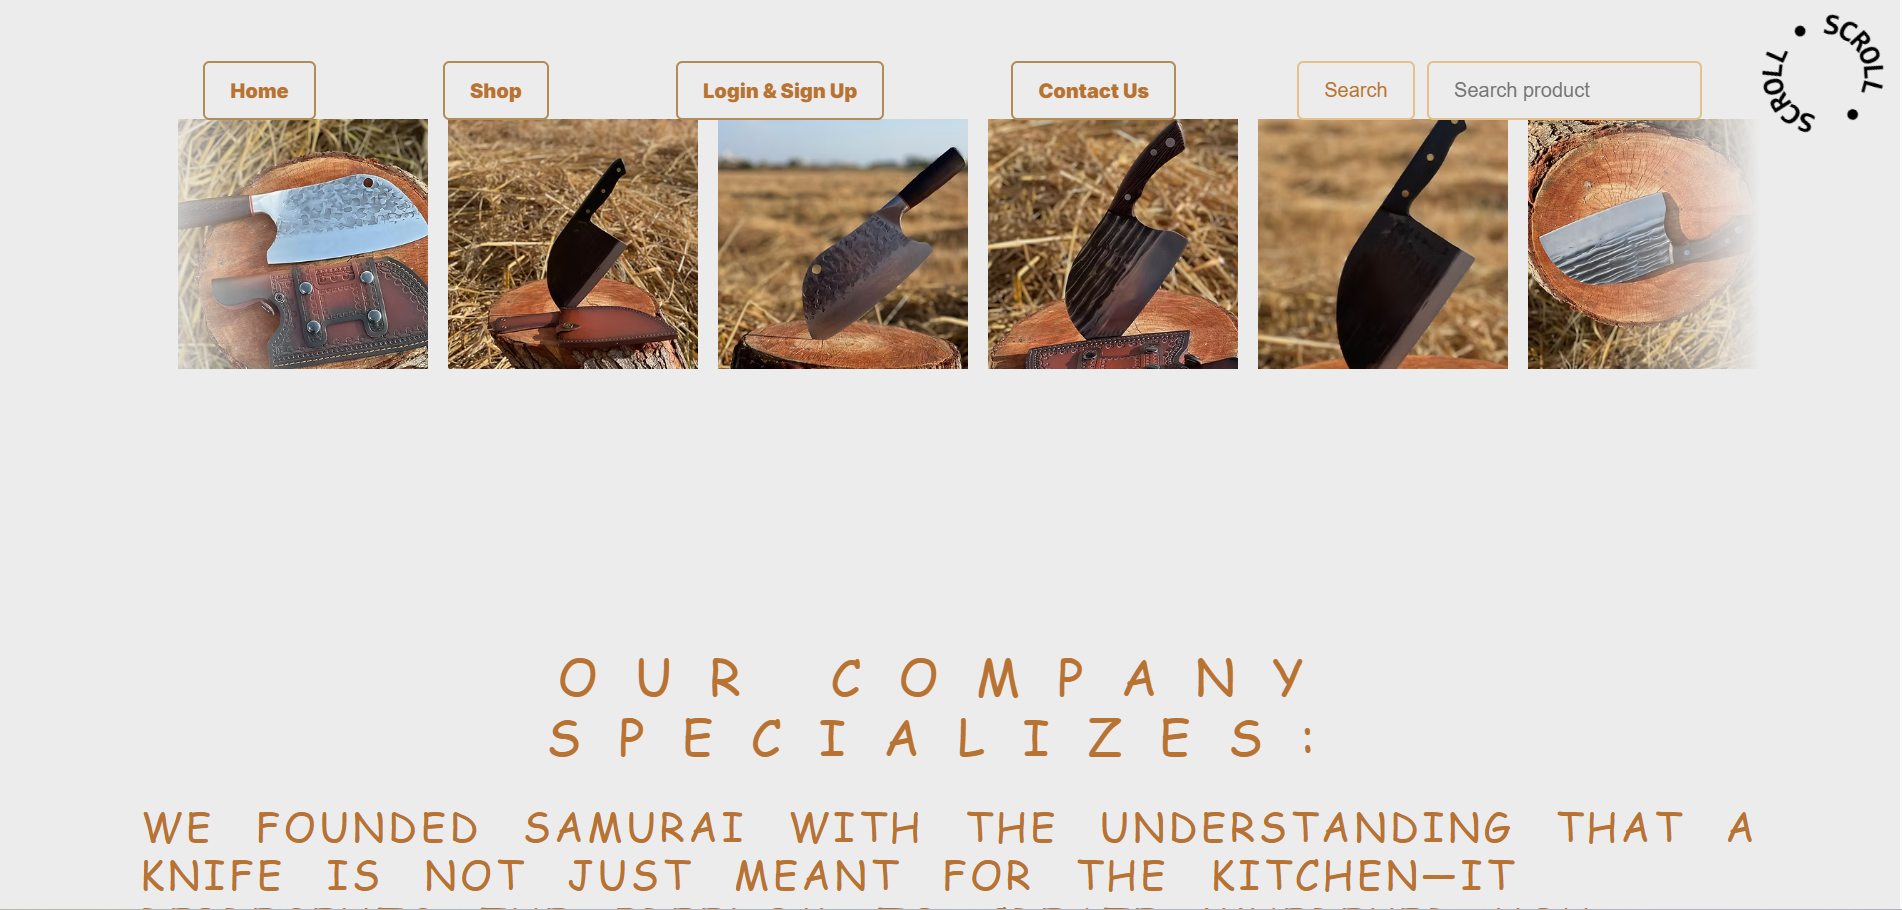 Home
Shop
Login & Sign Up
Contact Us
Search
Search product
SCROLL • SCROLL •
OUR COMPANY
SPECIALIZES:
WE FOUNDED SAMURAI WITH THE UNDERSTANDING THAT A
KNIFE IS NOT JUST MEANT FOR THE KITCHEN—IT